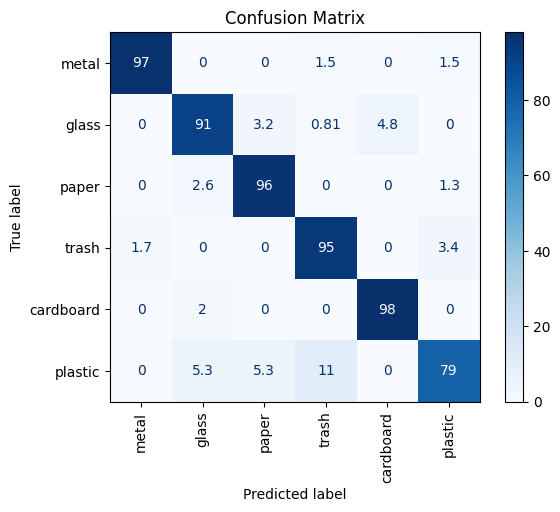 Confusion Matrix
metal 97 0 0 1.5 0 1.5
glass 0 91 3.2 0.81 4.8 0
paper 0 2.6 96 0 0 1.3
trash 1.7 0 0 95 0 3.4
cardboard 0 2 0 0 98 0
plastic 0 5.3 5.3 11 0 79
metal glass paper trash cardboard plastic
Predicted label
True label
80
60
40
20
0